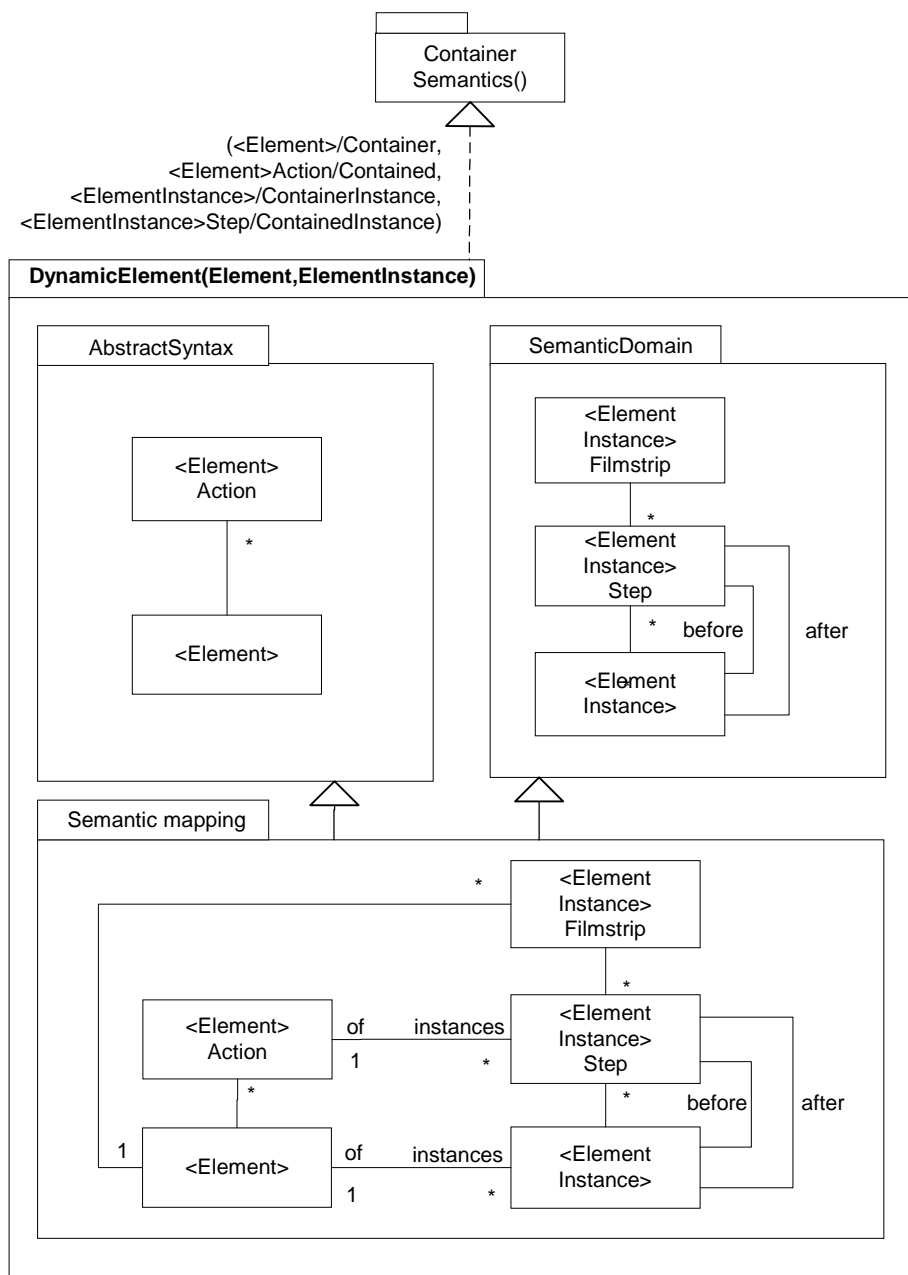 Container
Semantics()
(<Element>/Container,
<Element>Action/Contained,
<ElementInstance>/ContainerInstance,
<ElementInstance>Step/ContainedInstance)
DynamicElement(Element,ElementInstance)
AbstractSyntax
<Element>
Action
*
<Element>
SemanticDomain
<Element
Instance>
Filmstrip
*
<Element
Instance>
Step
*
before
after
<Element
Instance>
Semantic mapping
*
<Element
Instance>
Filmstrip
*
<Element>
Action
of
instances
1
*
<Element
Instance>
Step
*
*
before
after
1
<Element>
of
instances
1
*
<Element
Instance>